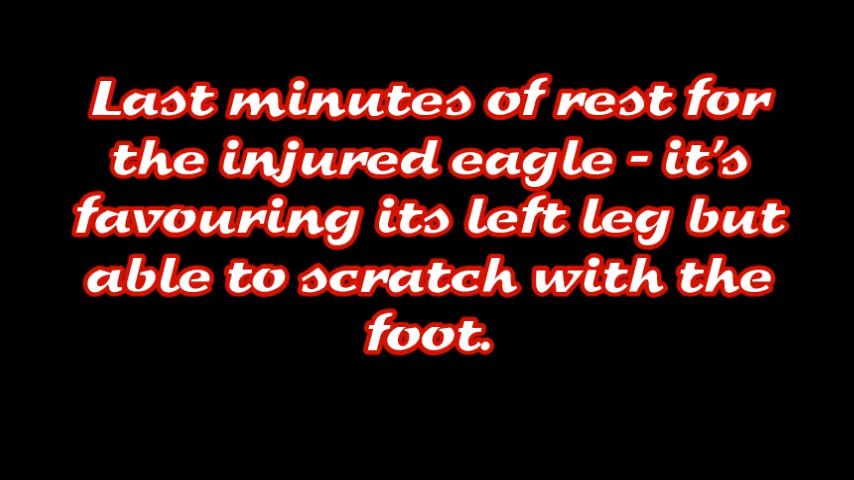 Last minutes of rest for
the injured eagle - it's
favouring its left leg but
able to scratch with the
foot.